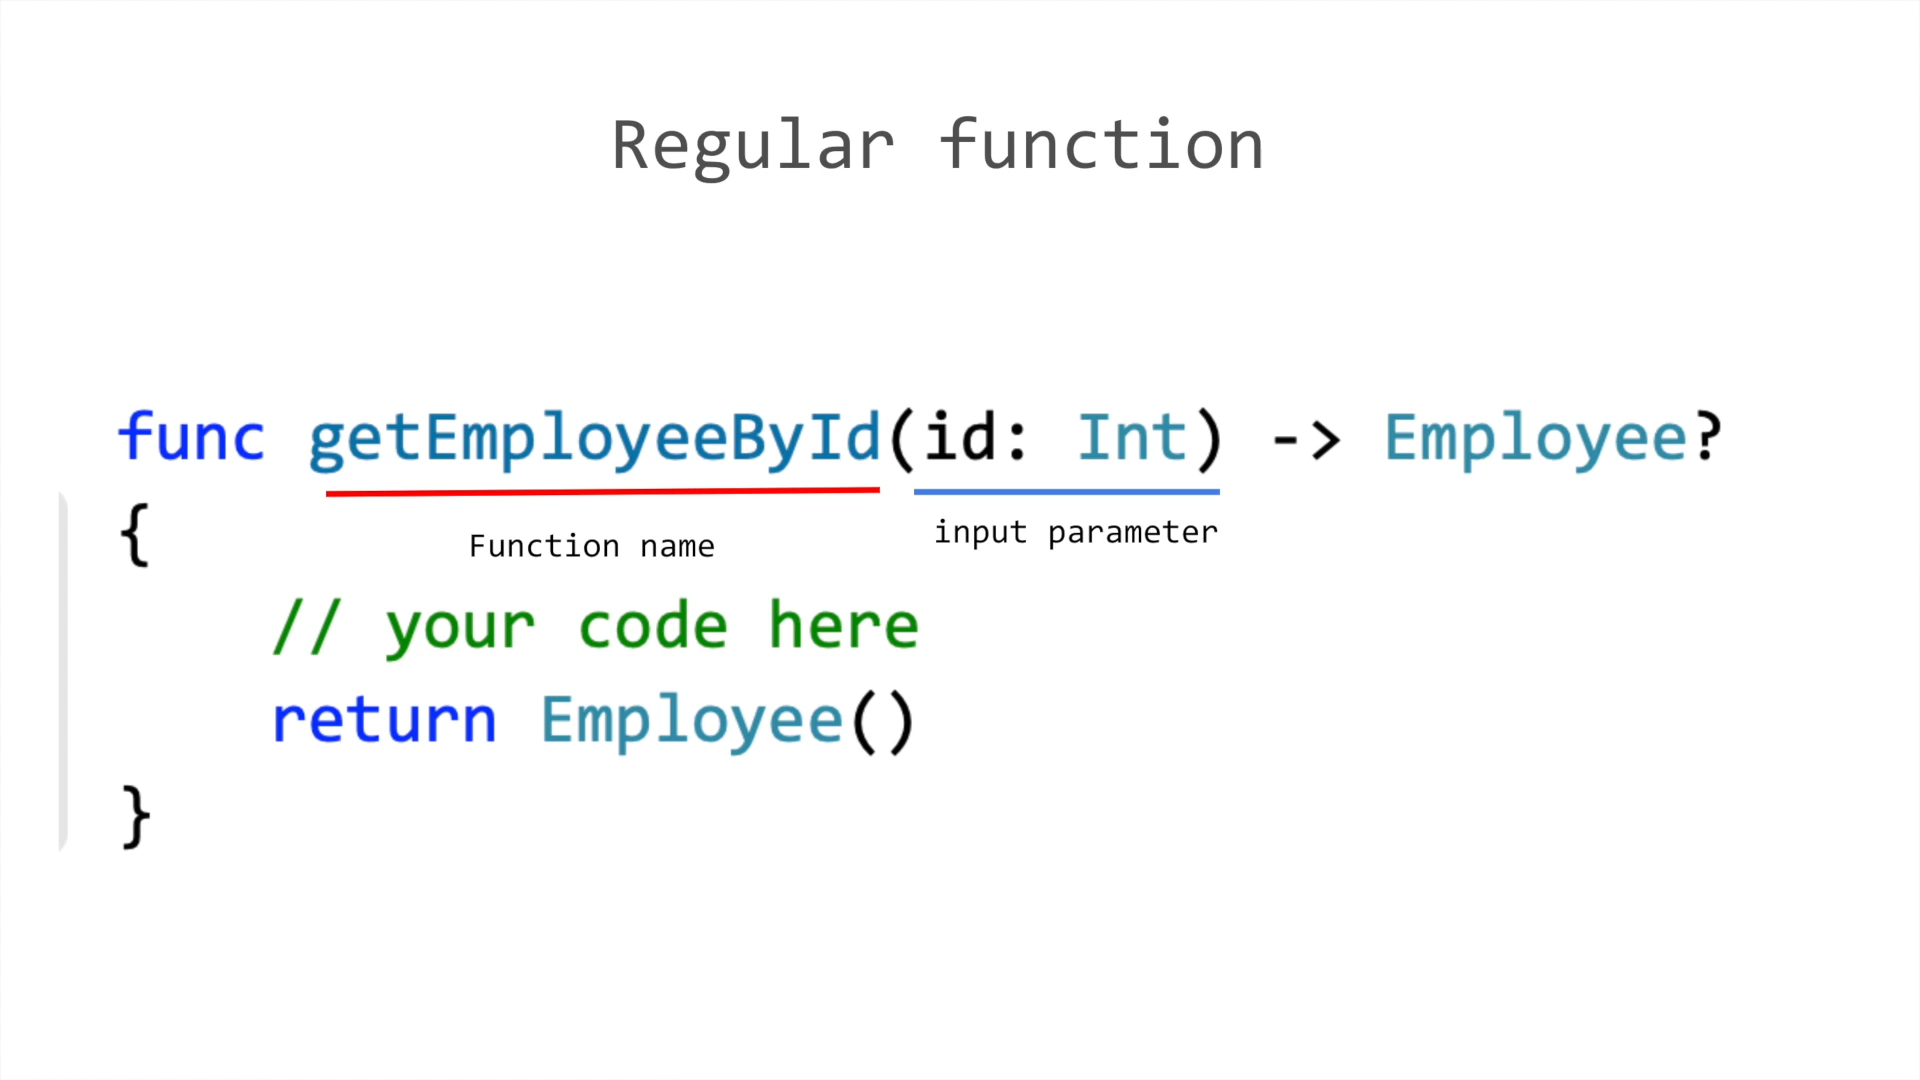 Regular function
func getEmployeeById(id: Int) -> Employee?
{
Function name
input parameter
// your code here
return Employee()
}